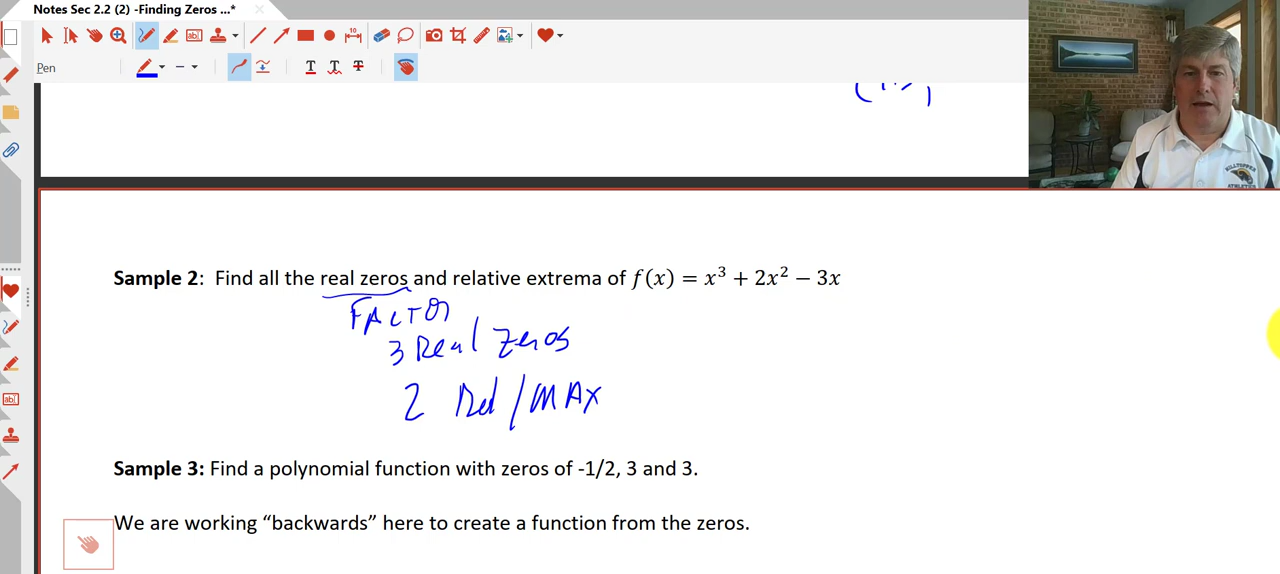 Notes Sec 2.2 (2) -Finding Zeros ...*
Pen
Sample 2: Find all the real zeros and relative extrema of f(x) = x³ + 2x² − 3x
FACTOR
3 Real Zeros
2 Rel / MAX
Sample 3: Find a polynomial function with zeros of -1/2, 3 and 3.
We are working “backwards” here to create a function from the zeros.
HILLTOPPER
ATHLETICS